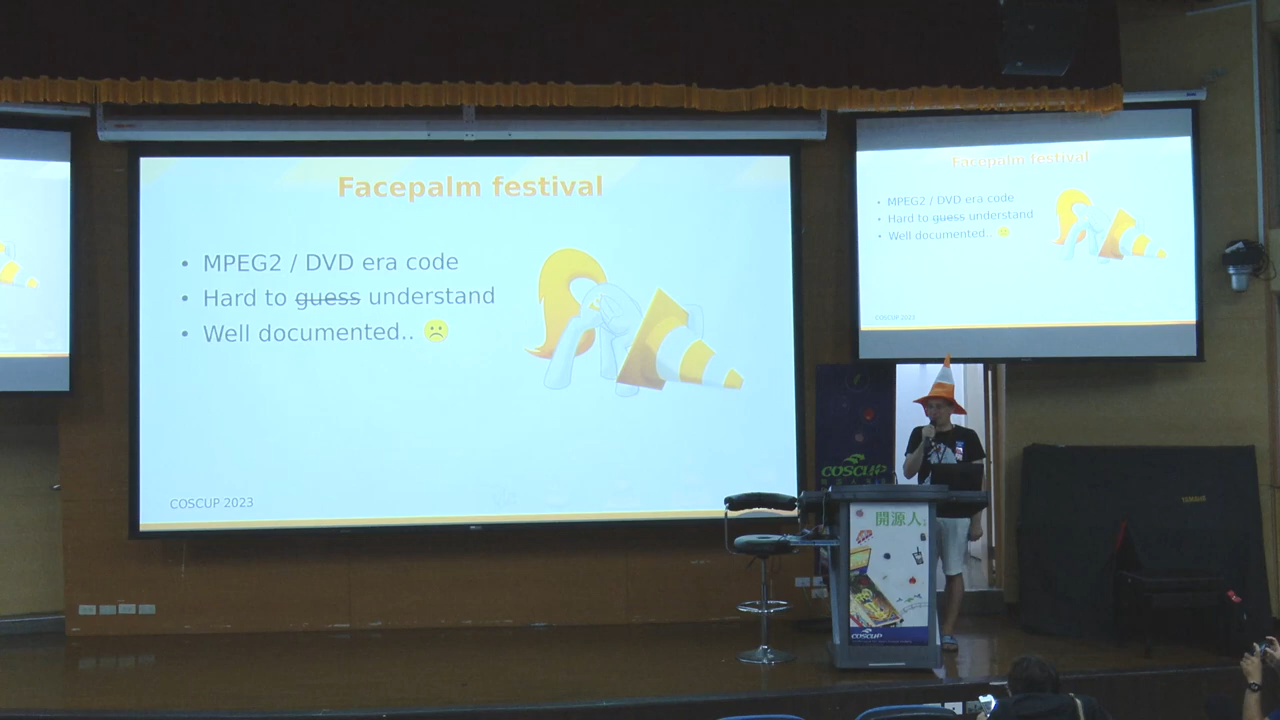 Facepalm festival
MPEG2 / DVD era code
Hard to guess understand
Well documented..
COSCUP 2023
Facepalm festival
MPEG2 / DVD era code
Hard to guess understand
Well documented..
COSCUP 2023
COSCUP
開源人
COSCUP
YAMAHA